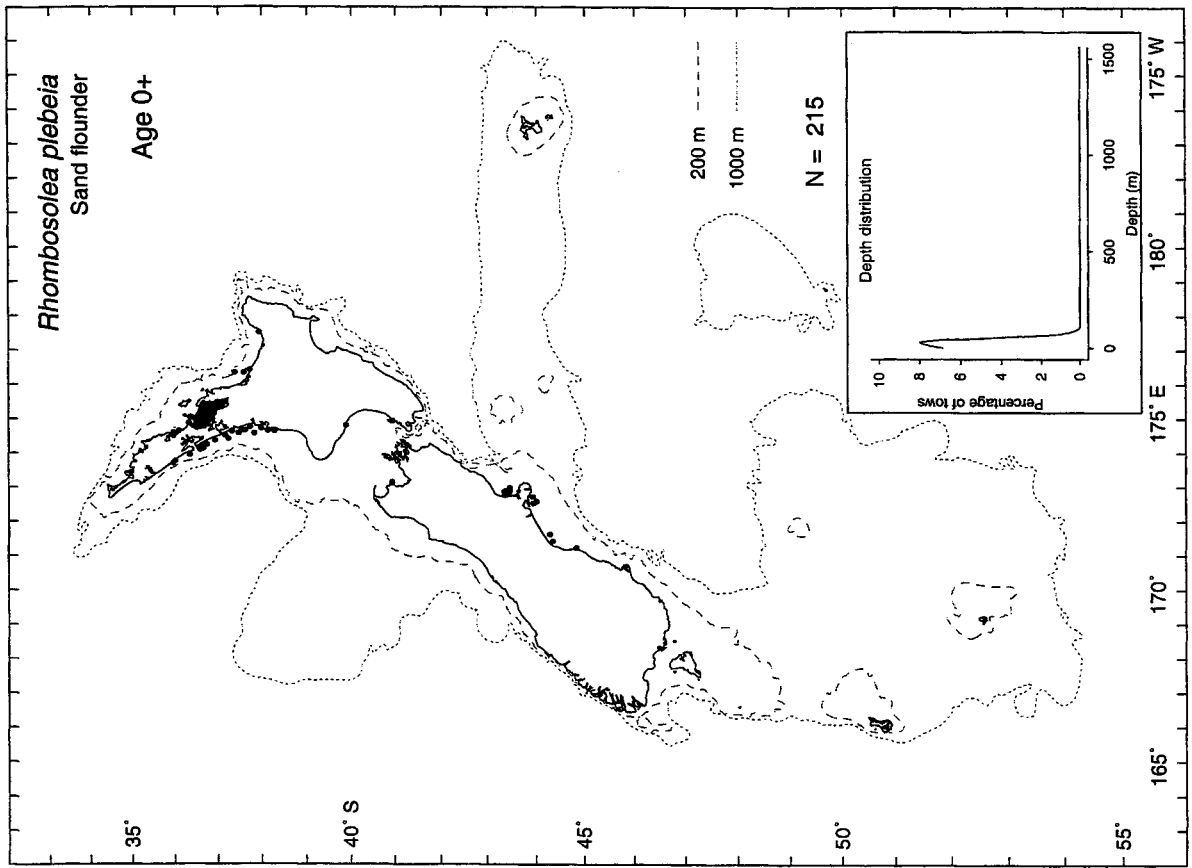 Rhombosolea plebeia
Sand flounder
Age 0+
35°
40° S
45°
50°
55°
165°
170°
175° E
180°
175° W
200 m
1000 m
N = 215
Depth distribution
Percentage of tows
10
8
6
4
2
0
0
500
1000
1500
Depth (m)